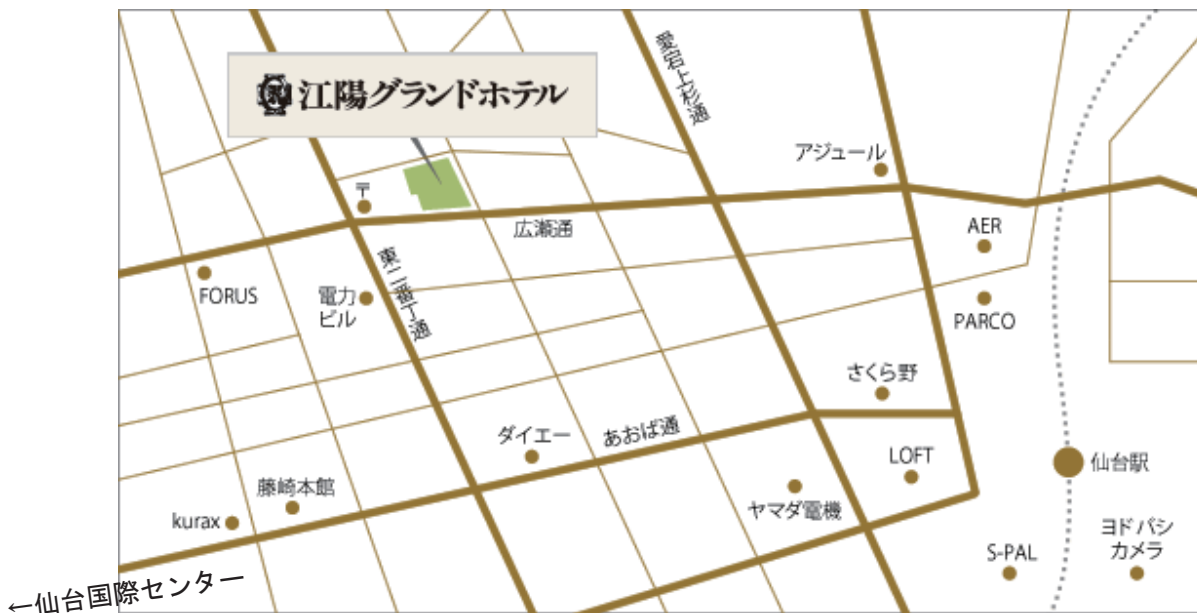 江陽グランドホテル
愛宕上杉通
アジュール
〒
広瀬通
AER
FORUS
電力
ビル
東二番丁通
PARCO
さくら野
ダイエー
あおば通
LOFT
仙台駅
藤崎本館
ヤマダ電機
kurax
S-PAL
ヨドバシ
カメラ
←仙台国際センター